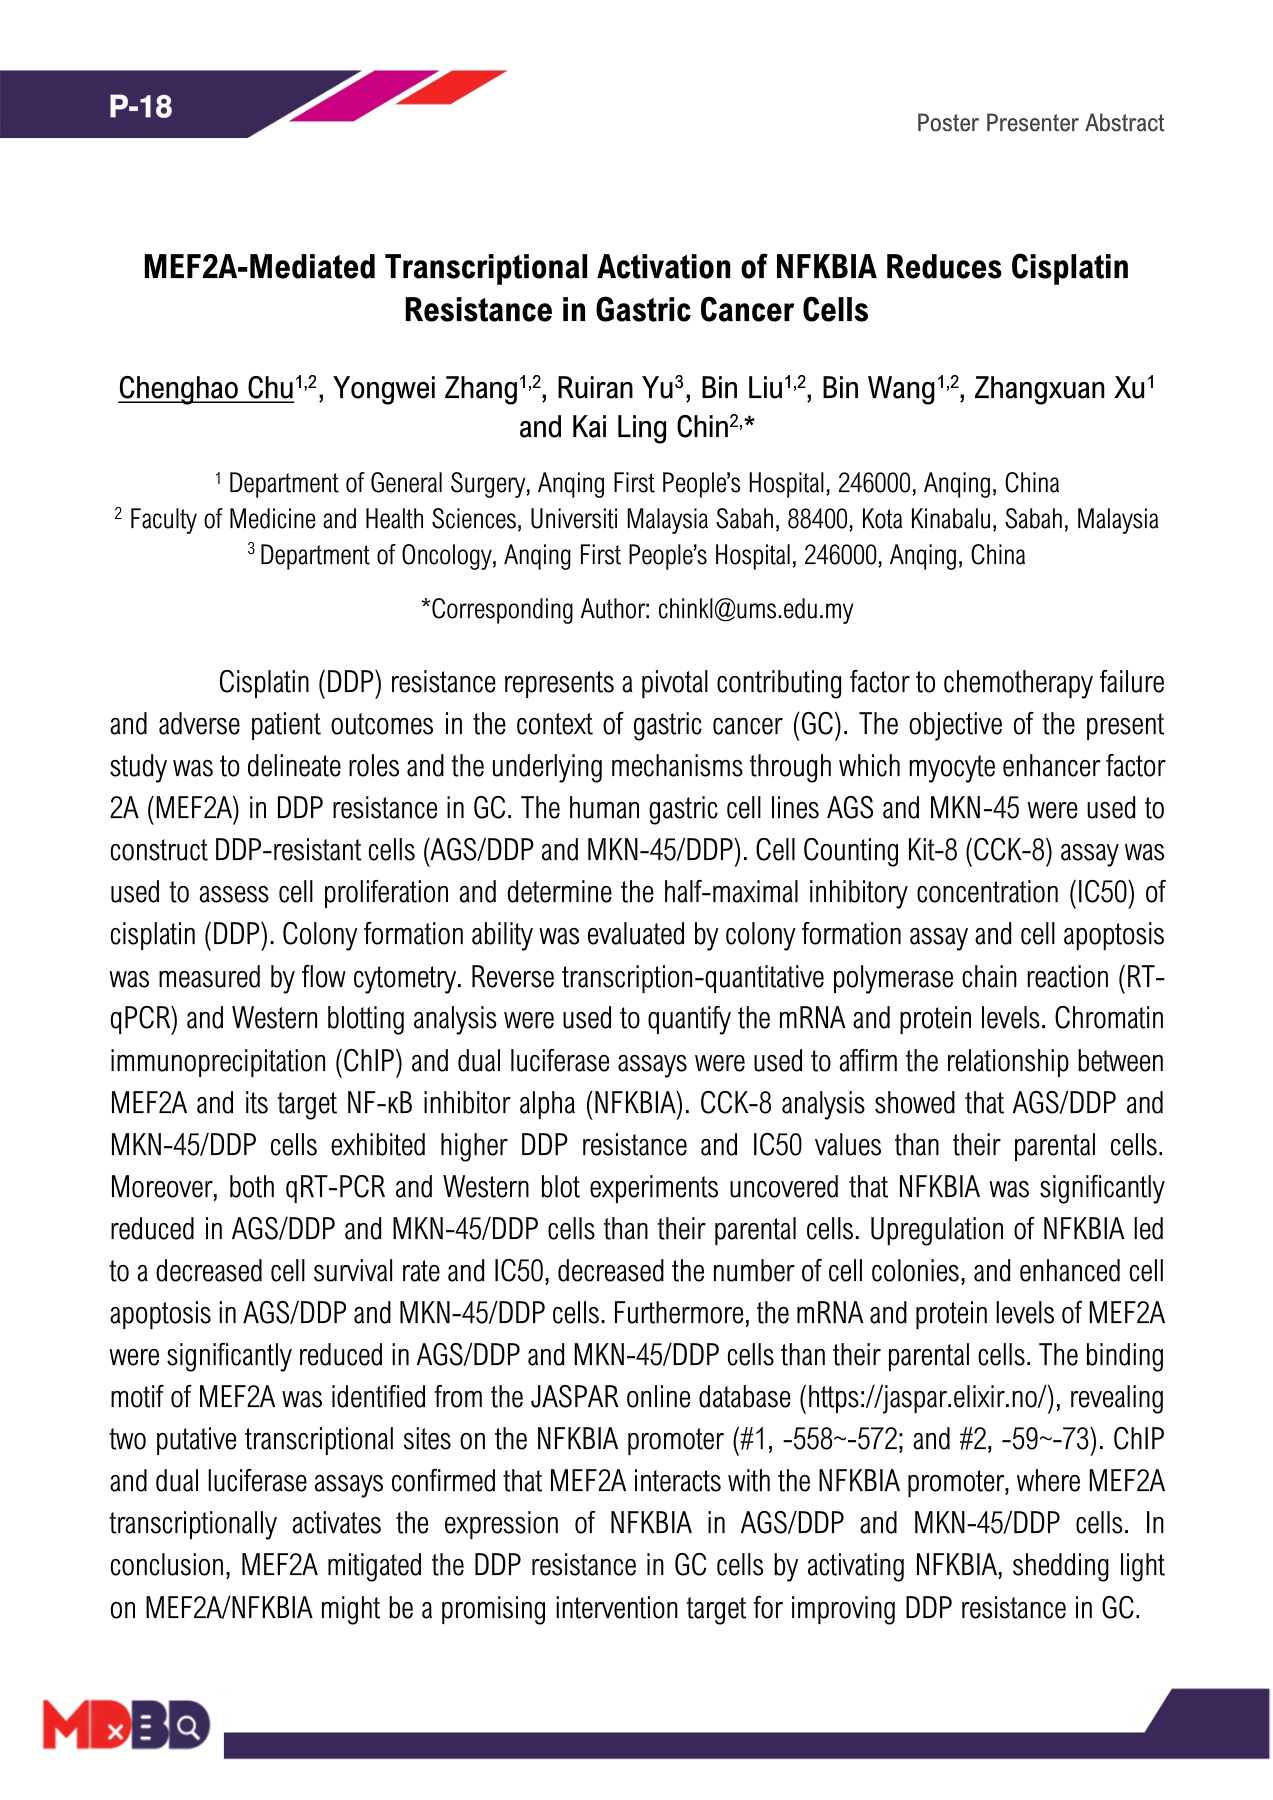 P-18
Poster Presenter Abstract
MEF2A-Mediated Transcriptional Activation of NFKBIA Reduces Cisplatin
Resistance in Gastric Cancer Cells
Chenghao Chu1,2, Yongwei Zhang1,2, Ruiran Yu3, Bin Liu1,2, Bin Wang1,2, Zhangxuan Xu1
and Kai Ling Chin2,*
1 Department of General Surgery, Anqing First People’s Hospital, 246000, Anqing, China
2 Faculty of Medicine and Health Sciences, Universiti Malaysia Sabah, 88400, Kota Kinabalu, Sabah, Malaysia
3 Department of Oncology, Anqing First People’s Hospital, 246000, Anqing, China
*Corresponding Author: chinkl@ums.edu.my
Cisplatin (DDP) resistance represents a pivotal contributing factor to chemotherapy failure
and adverse patient outcomes in the context of gastric cancer (GC). The objective of the present
study was to delineate roles and the underlying mechanisms through which myocyte enhancer factor
2A (MEF2A) in DDP resistance in GC. The human gastric cell lines AGS and MKN-45 were used to
construct DDP-resistant cells (AGS/DDP and MKN-45/DDP). Cell Counting Kit-8 (CCK-8) assay was
used to assess cell proliferation and determine the half-maximal inhibitory concentration (IC50) of
cisplatin (DDP). Colony formation ability was evaluated by colony formation assay and cell apoptosis
was measured by flow cytometry. Reverse transcription-quantitative polymerase chain reaction (RT-
qPCR) and Western blotting analysis were used to quantify the mRNA and protein levels. Chromatin
immunoprecipitation (ChIP) and dual luciferase assays were used to affirm the relationship between
MEF2A and its target NF-κB inhibitor alpha (NFKBIA). CCK-8 analysis showed that AGS/DDP and
MKN-45/DDP cells exhibited higher DDP resistance and IC50 values than their parental cells.
Moreover, both qRT-PCR and Western blot experiments uncovered that NFKBIA was significantly
reduced in AGS/DDP and MKN-45/DDP cells than their parental cells. Upregulation of NFKBIA led
to a decreased cell survival rate and IC50, decreased the number of cell colonies, and enhanced cell
apoptosis in AGS/DDP and MKN-45/DDP cells. Furthermore, the mRNA and protein levels of MEF2A
were significantly reduced in AGS/DDP and MKN-45/DDP cells than their parental cells. The binding
motif of MEF2A was identified from the JASPAR online database (https://jaspar.elixir.no/), revealing
two putative transcriptional sites on the NFKBIA promoter (#1, -558~-572; and #2, -59~-73). ChIP
and dual luciferase assays confirmed that MEF2A interacts with the NFKBIA promoter, where MEF2A
transcriptionally activates the expression of NFKBIA in AGS/DDP and MKN-45/DDP cells. In
conclusion, MEF2A mitigated the DDP resistance in GC cells by activating NFKBIA, shedding light
on MEF2A/NFKBIA might be a promising intervention target for improving DDP resistance in GC.
MDxBD